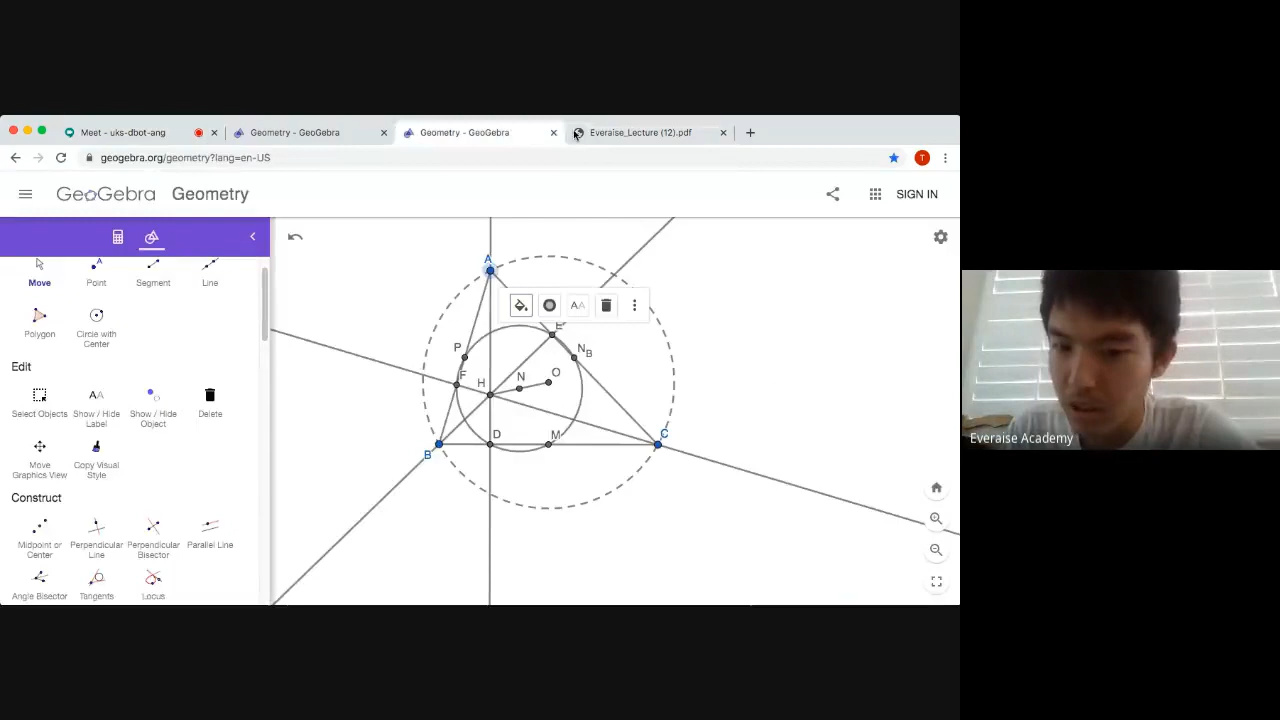 Meet - uks-dbot-ang
Geometry - GeoGebra
Geometry - GeoGebra
Everaise_Lecture (12).pdf
geogebra.org/geometry?lang=en-US
T
GeoGebra Geometry
SIGN IN
Move Point Segment Line
Polygon Circle with Center
Edit
Select Objects Show / Hide Label Show / Hide Object Delete
Move Graphics View Copy Visual Style
Construct
Midpoint or Center Perpendicular Line Perpendicular Bisector Parallel Line
Angle Bisector Tangents Locus
A
AA
E
P
N_B
F
H
N
O
D
M
B
C
Everaise Academy